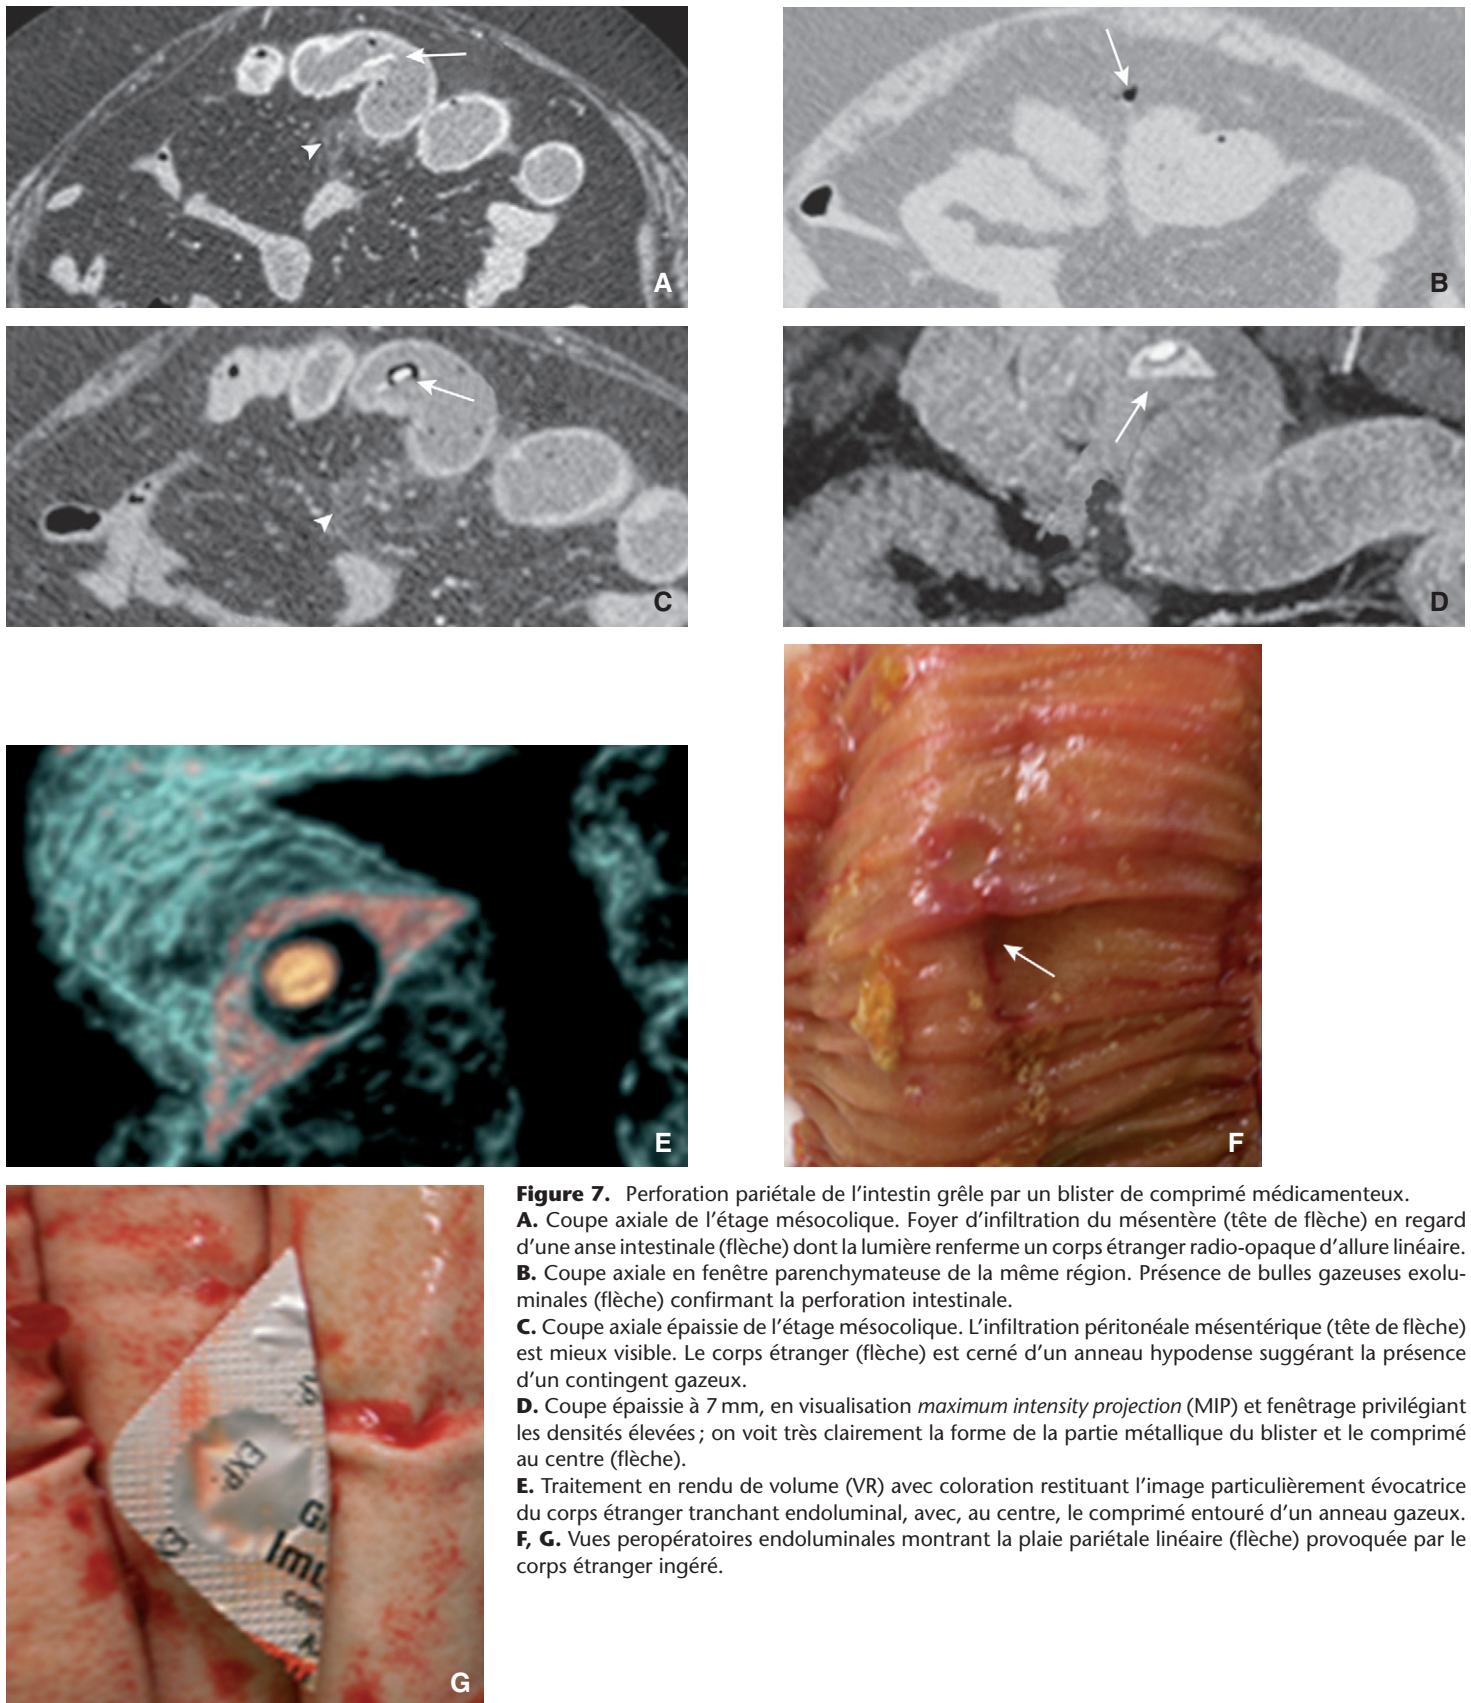 A
B
C
D
E
F
G
EXP.
EXP
Figure 7. Perforation pariétale de l’intestin grêle par un blister de comprimé médicamenteux.
A. Coupe axiale de l’étage mésocolique. Foyer d’infiltration du mésentère (tête de flèche) en regard
d’une anse intestinale (flèche) dont la lumière renferme un corps étranger radio-opaque d’allure linéaire.
B. Coupe axiale en fenêtre parenchymateuse de la même région. Présence de bulles gazeuses exolu-
minales (flèche) confirmant la perforation intestinale.
C. Coupe axiale épaissie de l’étage mésocolique. L’infiltration péritonéale mésentérique (tête de flèche)
est mieux visible. Le corps étranger (flèche) est cerné d’un anneau hypodense suggérant la présence
d’un contingent gazeux.
D. Coupe épaissie à 7 mm, en visualisation maximum intensity projection (MIP) et fenêtrage privilégiant
les densités élevées ; on voit très clairement la forme de la partie métallique du blister et le comprimé
au centre (flèche).
E. Traitement en rendu de volume (VR) avec coloration restituant l’image particulièrement évocatrice
du corps étranger tranchant endoluminal, avec, au centre, le comprimé entouré d’un anneau gazeux.
F, G. Vues peropératoires endoluminales montrant la plaie pariétale linéaire (flèche) provoquée par le
corps étranger ingéré.